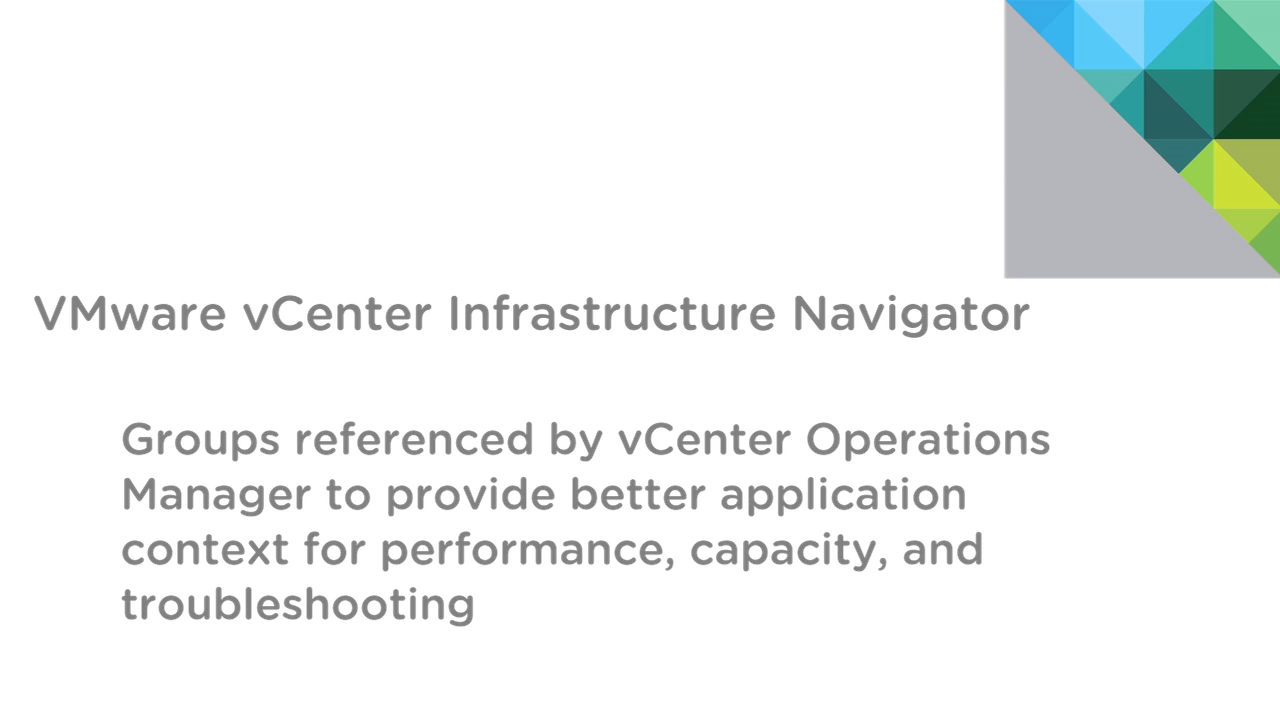 VMware vCenter Infrastructure Navigator
Groups referenced by vCenter Operations
Manager to provide better application
context for performance, capacity, and
troubleshooting